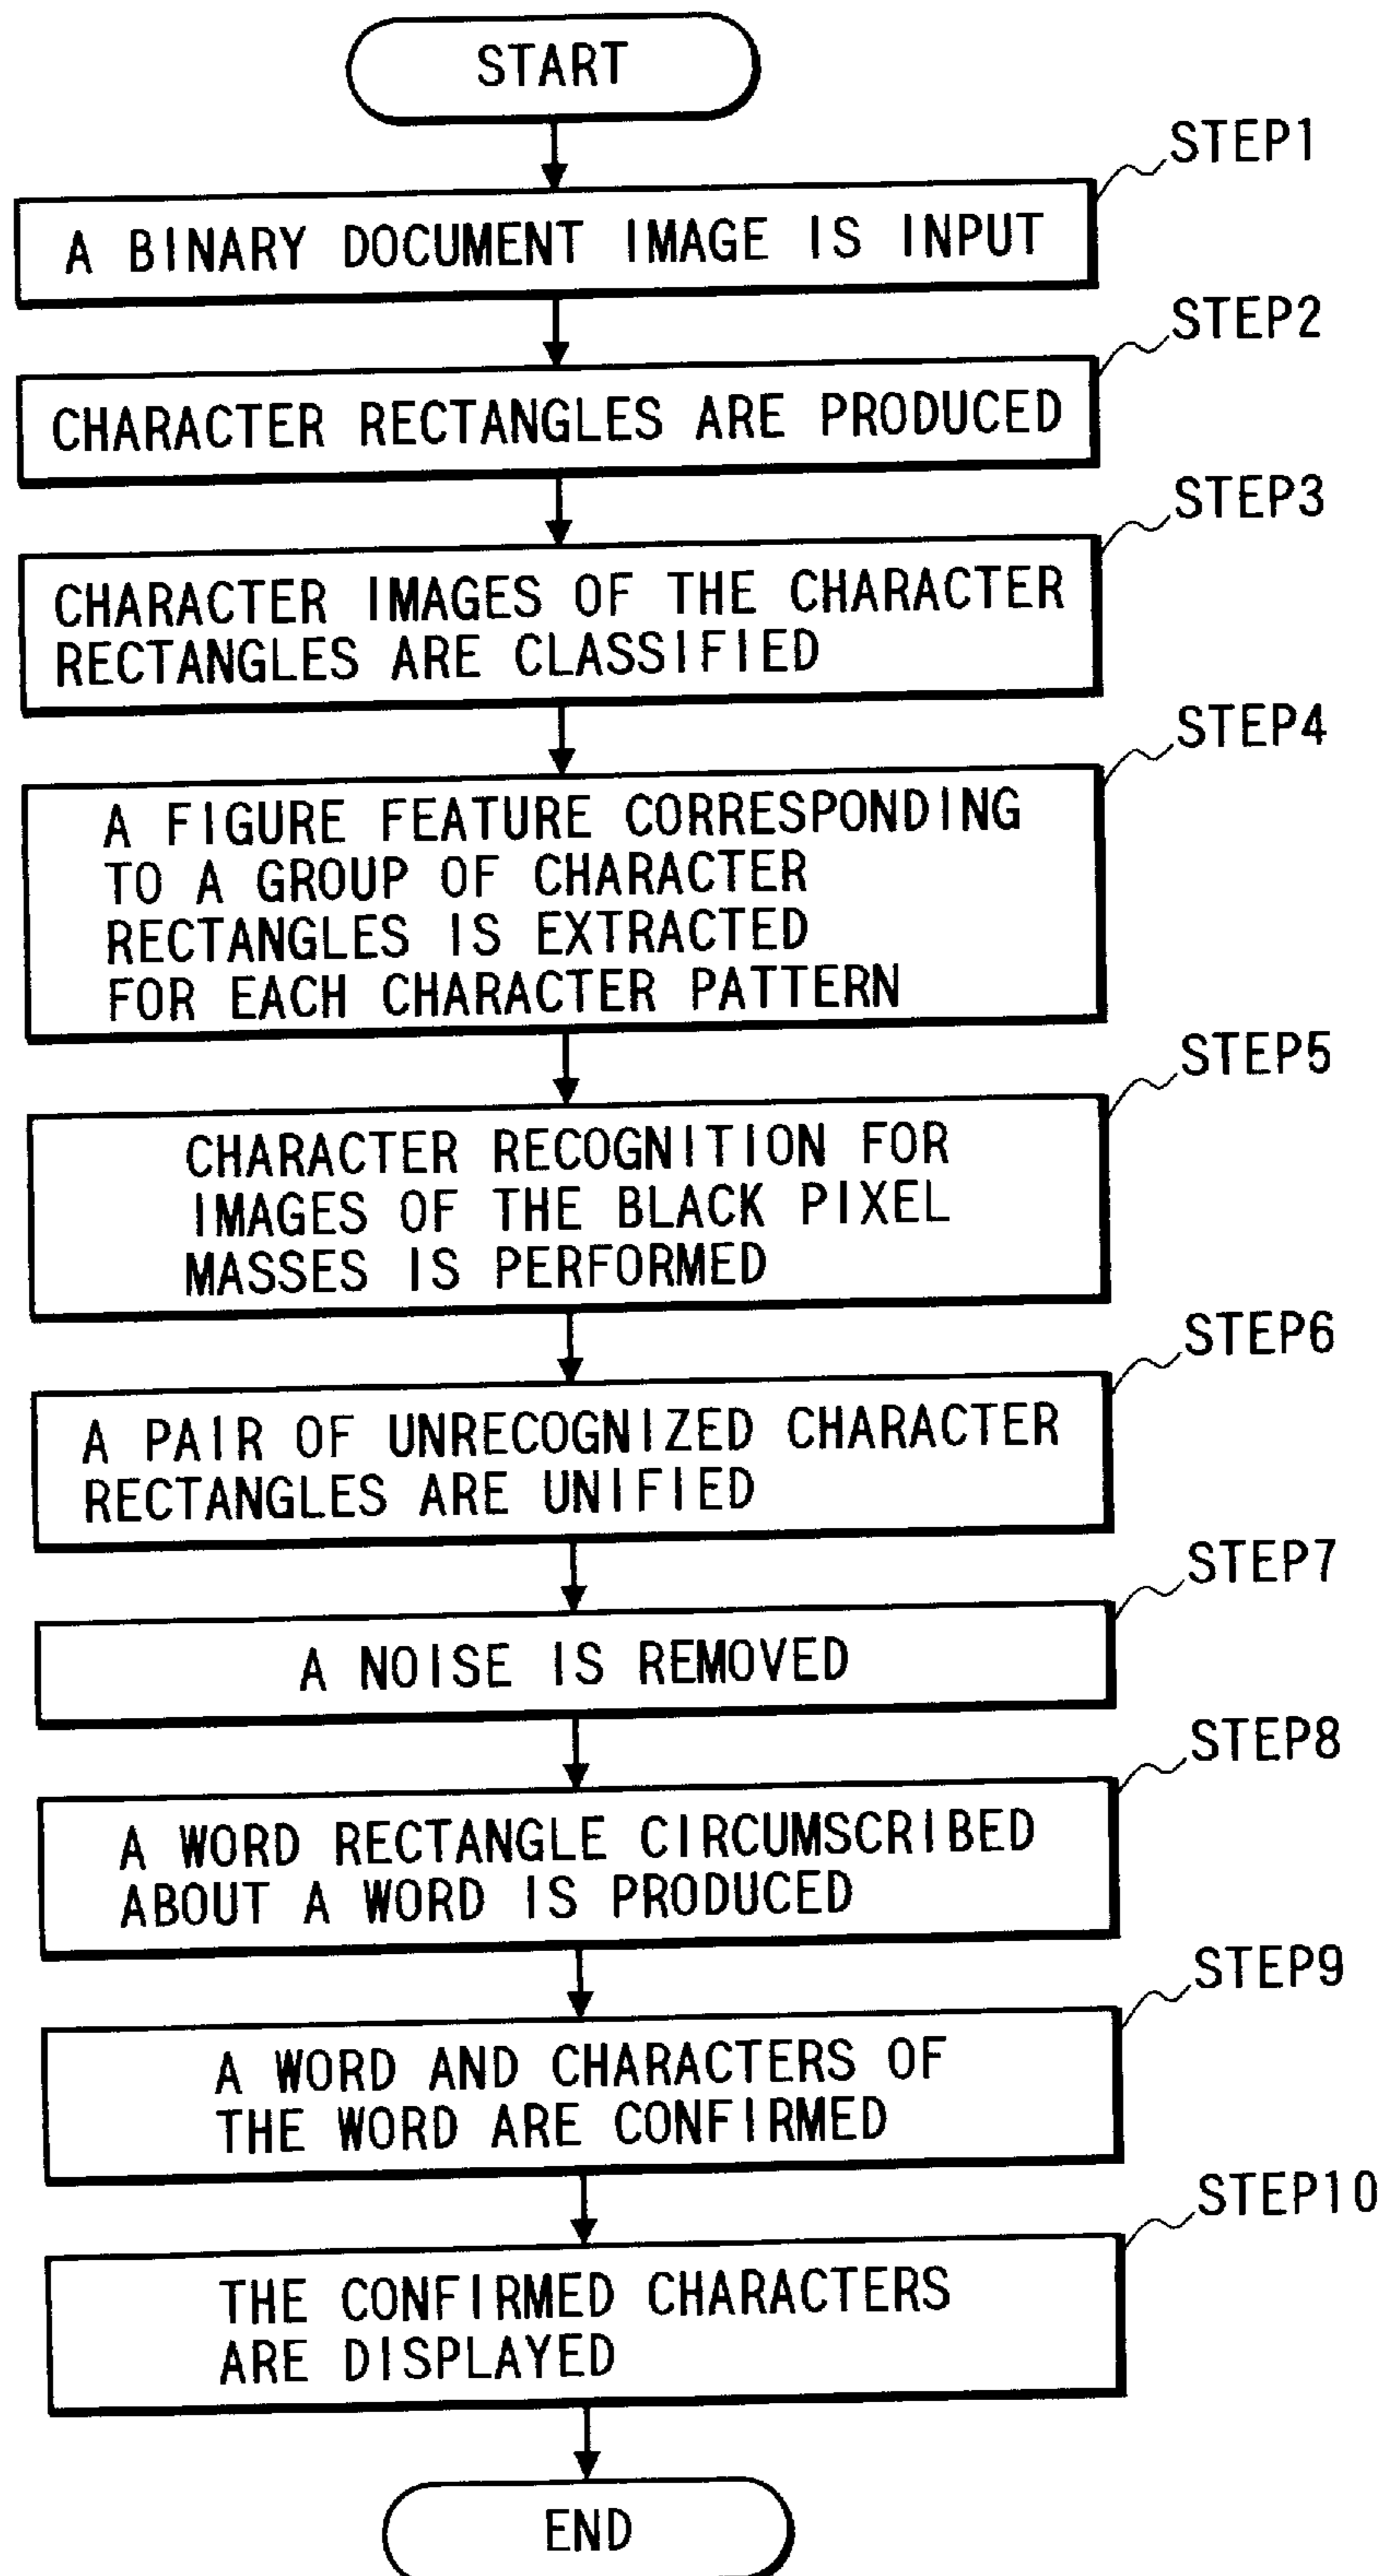 START
STEP1
A BINARY DOCUMENT IMAGE IS INPUT
STEP2
CHARACTER RECTANGLES ARE PRODUCED
STEP3
CHARACTER IMAGES OF THE CHARACTER
RECTANGLES ARE CLASSIFIED
STEP4
A FIGURE FEATURE CORRESPONDING
TO A GROUP OF CHARACTER
RECTANGLES IS EXTRACTED
FOR EACH CHARACTER PATTERN
STEP5
CHARACTER RECOGNITION FOR
IMAGES OF THE BLACK PIXEL
MASSES IS PERFORMED
STEP6
A PAIR OF UNRECOGNIZED CHARACTER
RECTANGLES ARE UNIFIED
STEP7
A NOISE IS REMOVED
STEP8
A WORD RECTANGLE CIRCUMSCRIBED
ABOUT A WORD IS PRODUCED
STEP9
A WORD AND CHARACTERS OF
THE WORD ARE CONFIRMED
STEP10
THE CONFIRMED CHARACTERS
ARE DISPLAYED
END